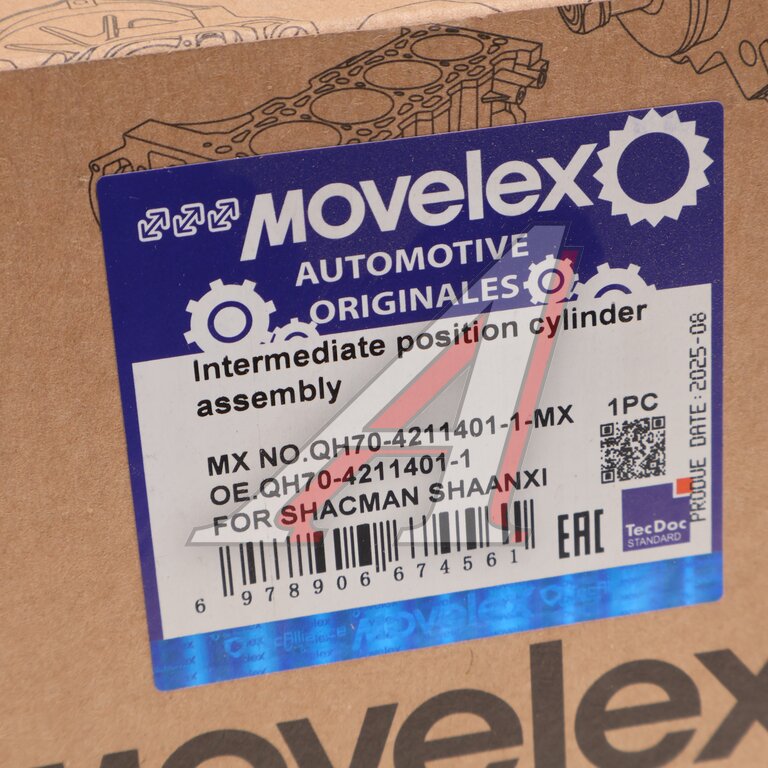 MOVelex
AUTOMOTIVE
ORIGINALES
Intermediate position cylinder
assembly
MX NO.QH70-4211401-1-MX
OE.QH70-4211401-1
FOR SHACMAN SHAANXI
1PC
PRODUE DATE:2025-08
EAC
TecDoc
STANDARD
6 978906 674561
Movelex
Movelex